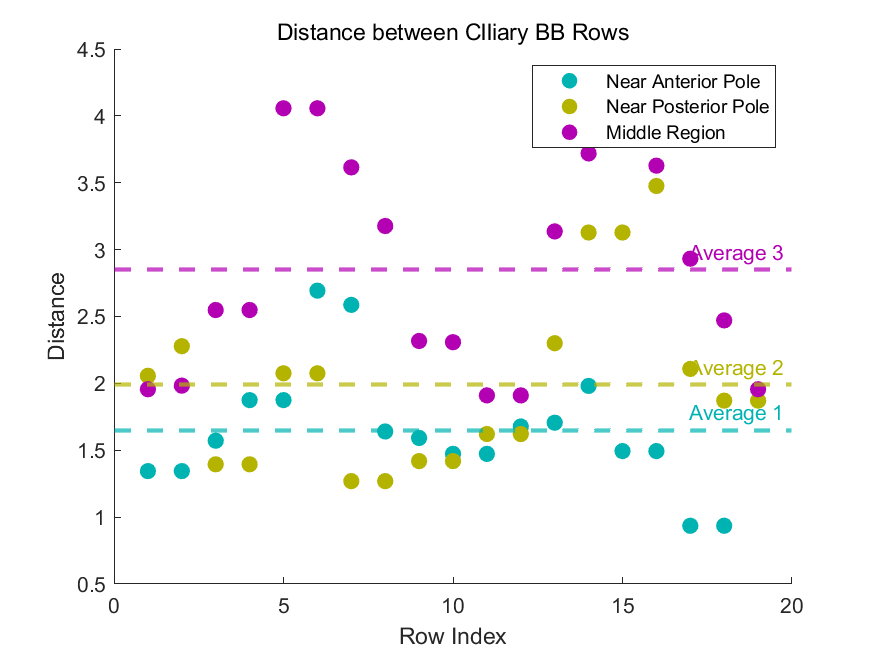 Distance between CIliary BB Rows
4.5
4
3.5
3
2.5
2
1.5
1
0.5
Distance
Near Anterior Pole
Near Posterior Pole
Middle Region
Average 3
Average 2
Average 1
0
5
10
15
20
Row Index